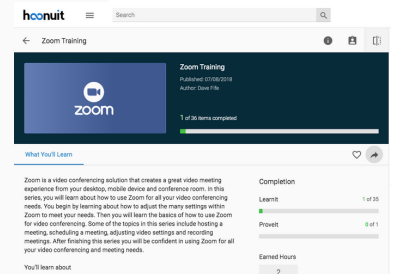 hoonuit
Search
Zoom Training
Zoom Training
Published: 07/08/2018
Author: Dave Fife
zoom
1 of 36 items completed
What You'll Learn
Zoom is a video conferencing solution that creates a great video meeting
experience from your desktop, mobile device and conference room. In this
series, you will learn about how to use Zoom for all your video conferencing
needs. You begin by learning about how to adjust the many settings within
Zoom to meet your needs. Then you will learn the basics of how to use Zoom
for video conferencing. Some of the topics in this series include hosting a
meeting, scheduling a meeting, adjusting video settings and recording
meetings. After finishing this series you will be confident in using Zoom for all
your video conferencing and meeting needs.
You'll learn about
Completion
LearnIt 1 of 35
ProveIt 0 of 1
Earned Hours
2